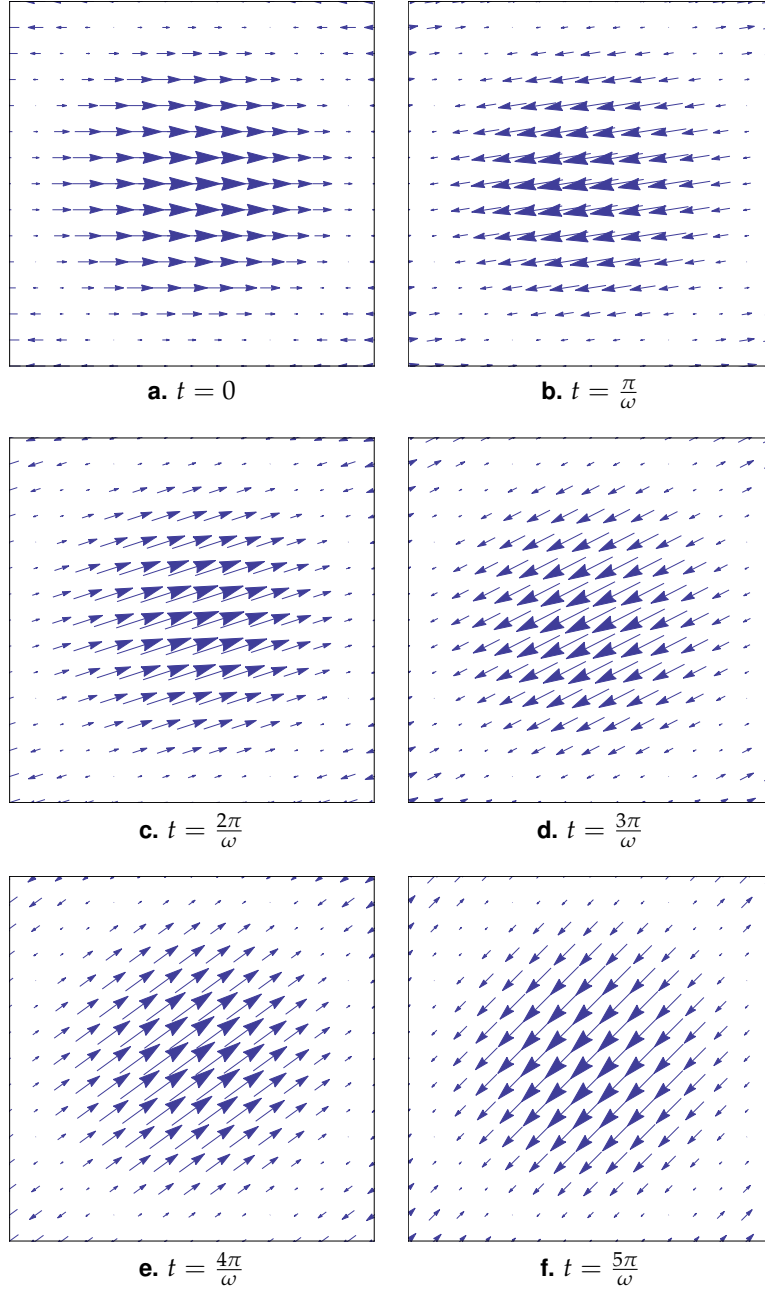 a. t = 0
b. t = π/ω
c. t = 2π/ω
d. t = 3π/ω
e. t = 4π/ω
f. t = 5π/ω